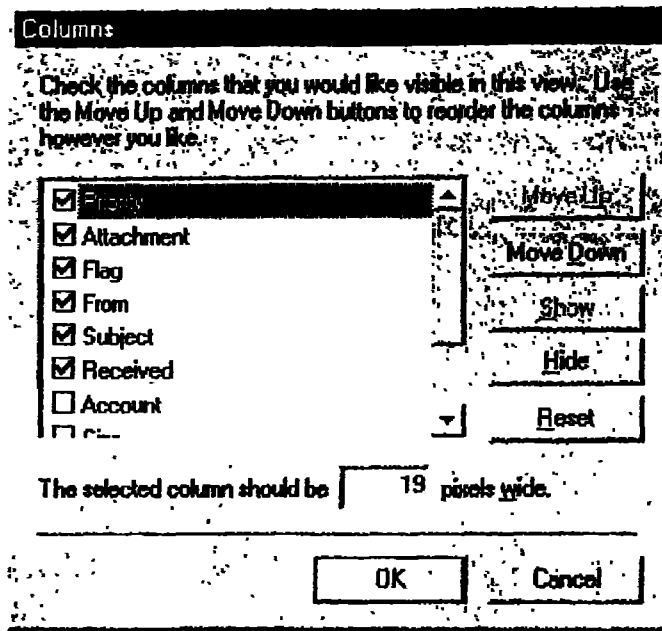 Columns
Check the columns that you would like visible in this view. Use
the Move Up and Move Down buttons to reorder the columns
however you like.
Priority
Attachment
Flag
From
Subject
Received
Account
Move Up
Move Down
Show
Hide
Reset
The selected column should be 19 pixels wide.
OK
Cancel